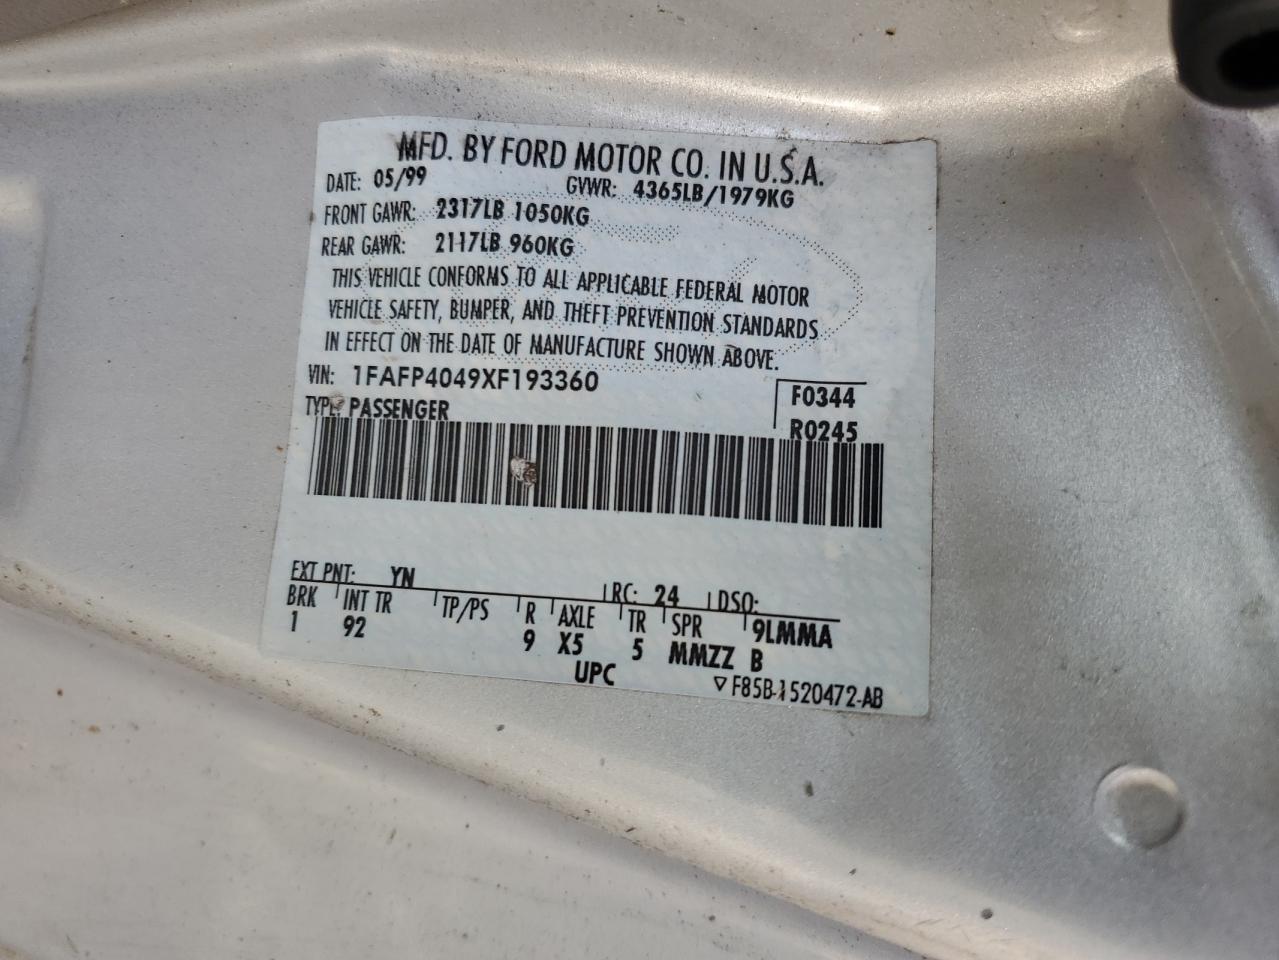 MFD. BY FORD MOTOR CO. IN U.S.A.
DATE: 05/99 GVWR: 4365LB/1979KG
FRONT GAWR: 2317LB 1050KG
REAR GAWR: 2117LB 960KG
THIS VEHICLE CONFORMS TO ALL APPLICABLE FEDERAL MOTOR
VEHICLE SAFETY, BUMPER, AND THEFT PREVENTION STANDARDS
IN EFFECT ON THE DATE OF MANUFACTURE SHOWN ABOVE.
VIN: 1FAFP4049XF193360 F0344
TYPE: PASSENGER R0245
EXT PNT: YN RC: 24 DSO:
BRK INT TR TP/PS R AXLE TR SPR 9LMMA
1 92 9 X5 5 MMZZ B
UPC ▽ F85B-1520472-AB